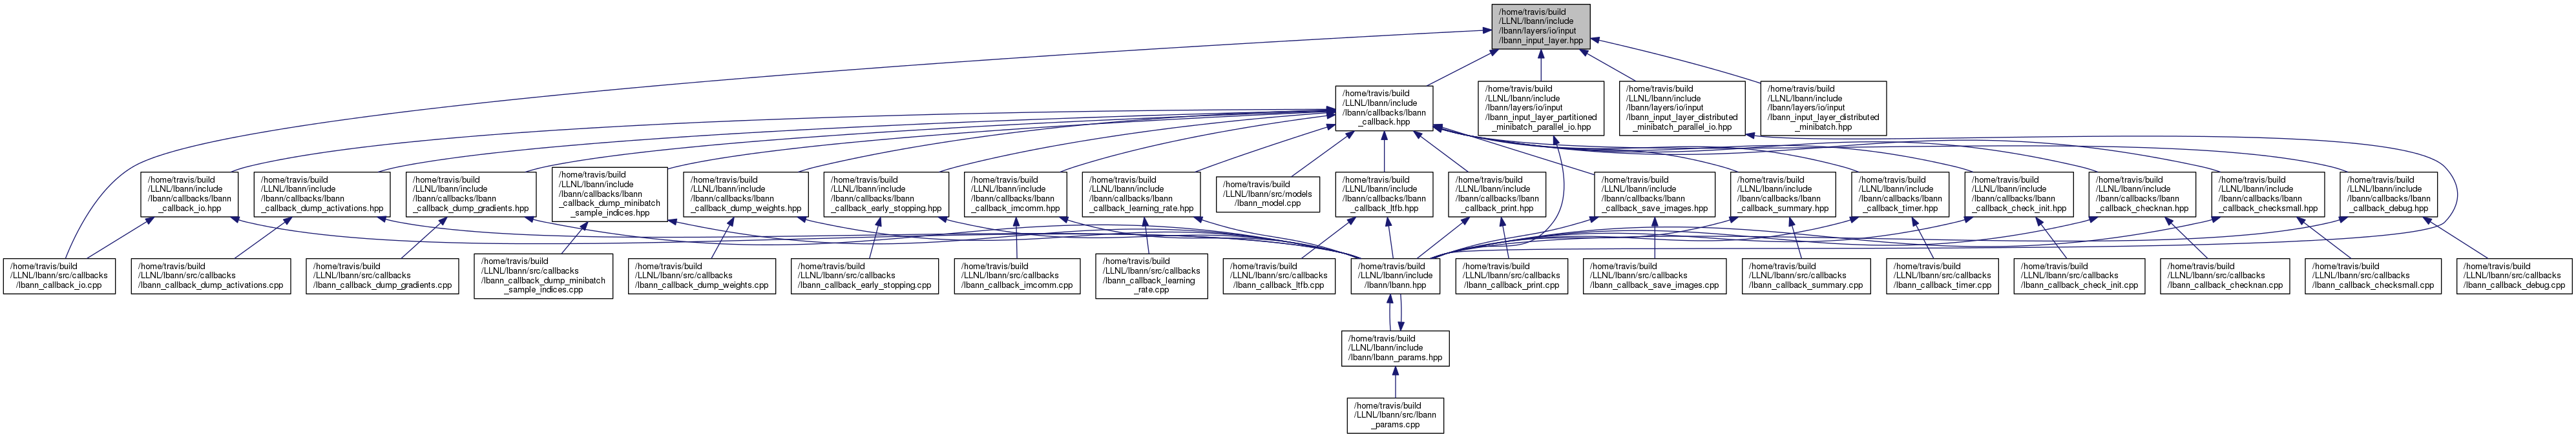 /home/travis/build
/LLNL/lbann/include
/lbann/layers/io/input
/lbann_input_layer.hpp
/home/travis/build
/LLNL/lbann/include
/lbann/callbacks/lbann
_callback.hpp
/home/travis/build
/LLNL/lbann/include
/lbann/layers/io/input
/lbann_input_layer_partitioned
_minibatch_parallel_io.hpp
/home/travis/build
/LLNL/lbann/include
/lbann/layers/io/input
/lbann_input_layer_distributed
_minibatch_parallel_io.hpp
/home/travis/build
/LLNL/lbann/include
/lbann/layers/io/input
/lbann_input_layer_distributed
_minibatch.hpp
/home/travis/build
/LLNL/lbann/include
/lbann/callbacks/lbann
_callback_io.hpp
/home/travis/build
/LLNL/lbann/include
/lbann/callbacks/lbann
_callback_dump_activations.hpp
/home/travis/build
/LLNL/lbann/include
/lbann/callbacks/lbann
_callback_dump_gradients.hpp
/home/travis/build
/LLNL/lbann/include
/lbann/callbacks/lbann
_callback_dump_minibatch
_sample_indices.hpp
/home/travis/build
/LLNL/lbann/include
/lbann/callbacks/lbann
_callback_dump_weights.hpp
/home/travis/build
/LLNL/lbann/include
/lbann/callbacks/lbann
_callback_early_stopping.hpp
/home/travis/build
/LLNL/lbann/include
/lbann/callbacks/lbann
_callback_imcomm.hpp
/home/travis/build
/LLNL/lbann/include
/lbann/callbacks/lbann
_callback_learning_rate.hpp
/home/travis/build
/LLNL/lbann/src/models
/lbann_model.cpp
/home/travis/build
/LLNL/lbann/include
/lbann/callbacks/lbann
_callback_ltfb.hpp
/home/travis/build
/LLNL/lbann/include
/lbann/callbacks/lbann
_callback_print.hpp
/home/travis/build
/LLNL/lbann/include
/lbann/callbacks/lbann
_callback_save_images.hpp
/home/travis/build
/LLNL/lbann/include
/lbann/callbacks/lbann
_callback_summary.hpp
/home/travis/build
/LLNL/lbann/include
/lbann/callbacks/lbann
_callback_timer.hpp
/home/travis/build
/LLNL/lbann/include
/lbann/callbacks/lbann
_callback_check_init.hpp
/home/travis/build
/LLNL/lbann/include
/lbann/callbacks/lbann
_callback_checknan.hpp
/home/travis/build
/LLNL/lbann/include
/lbann/callbacks/lbann
_callback_checksmall.hpp
/home/travis/build
/LLNL/lbann/include
/lbann/callbacks/lbann
_callback_debug.hpp
/home/travis/build
/LLNL/lbann/src/callbacks
/lbann_callback_io.cpp
/home/travis/build
/LLNL/lbann/src/callbacks
/lbann_callback_dump_activations.cpp
/home/travis/build
/LLNL/lbann/src/callbacks
/lbann_callback_dump_gradients.cpp
/home/travis/build
/LLNL/lbann/src/callbacks
/lbann_callback_dump_minibatch
_sample_indices.cpp
/home/travis/build
/LLNL/lbann/src/callbacks
/lbann_callback_dump_weights.cpp
/home/travis/build
/LLNL/lbann/src/callbacks
/lbann_callback_early_stopping.cpp
/home/travis/build
/LLNL/lbann/src/callbacks
/lbann_callback_imcomm.cpp
/home/travis/build
/LLNL/lbann/src/callbacks
/lbann_callback_learning
_rate.cpp
/home/travis/build
/LLNL/lbann/src/callbacks
/lbann_callback_ltfb.cpp
/home/travis/build
/LLNL/lbann/include
/lbann/lbann.hpp
/home/travis/build
/LLNL/lbann/src/callbacks
/lbann_callback_print.cpp
/home/travis/build
/LLNL/lbann/src/callbacks
/lbann_callback_save_images.cpp
/home/travis/build
/LLNL/lbann/src/callbacks
/lbann_callback_summary.cpp
/home/travis/build
/LLNL/lbann/src/callbacks
/lbann_callback_timer.cpp
/home/travis/build
/LLNL/lbann/src/callbacks
/lbann_callback_check_init.cpp
/home/travis/build
/LLNL/lbann/src/callbacks
/lbann_callback_checknan.cpp
/home/travis/build
/LLNL/lbann/src/callbacks
/lbann_callback_checksmall.cpp
/home/travis/build
/LLNL/lbann/src/callbacks
/lbann_callback_debug.cpp
/home/travis/build
/LLNL/lbann/include
/lbann/lbann_params.hpp
/home/travis/build
/LLNL/lbann/src/lbann
_params.cpp